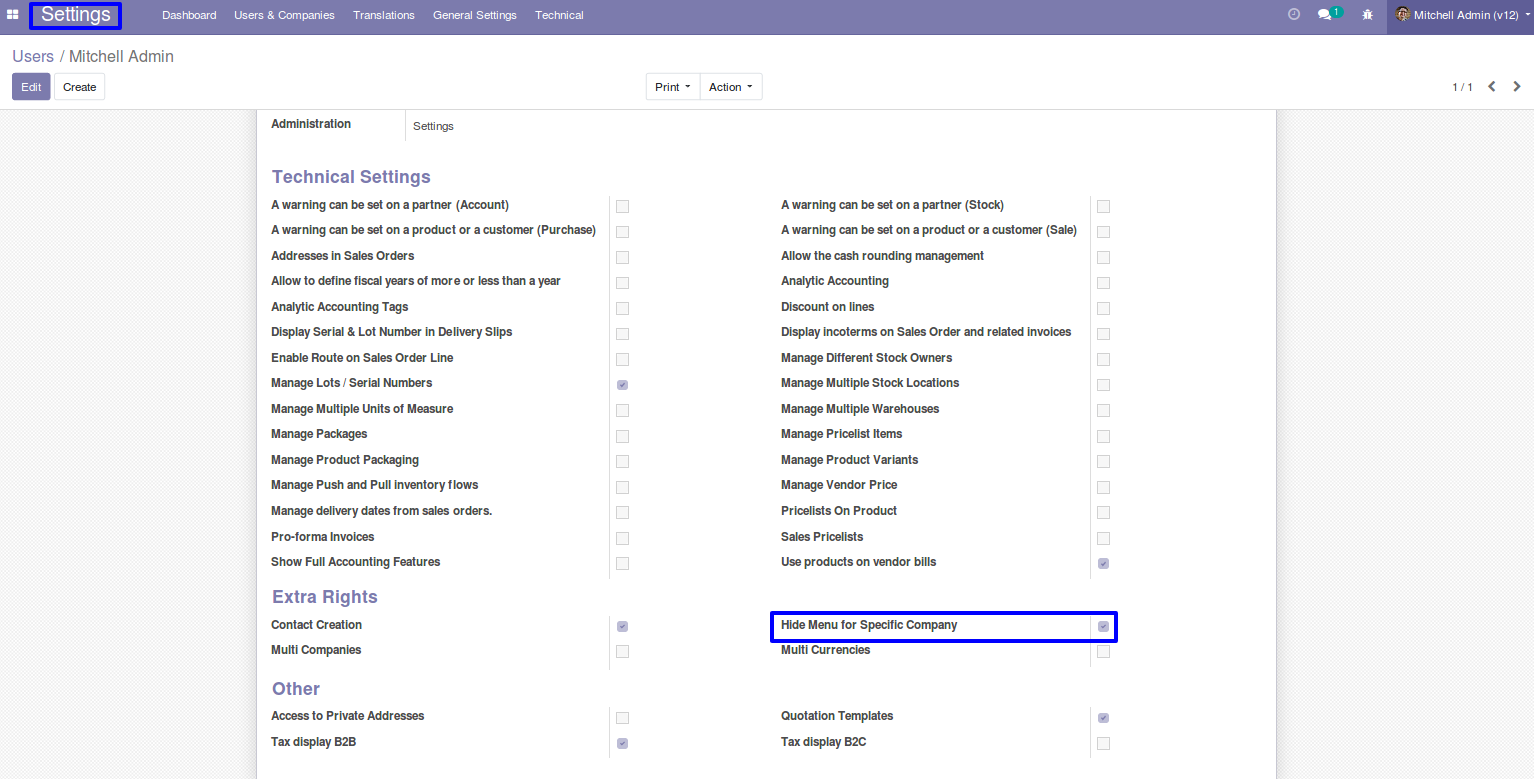 Settings Dashboard Users & Companies Translations General Settings Technical 1 Mitchell Admin (v12)
Users / Mitchell Admin
Edit Create Print Action 1 / 1
Administration Settings
Technical Settings
A warning can be set on a partner (Account) A warning can be set on a partner (Stock)
A warning can be set on a product or a customer (Purchase) A warning can be set on a product or a customer (Sale)
Addresses in Sales Orders Allow the cash rounding management
Allow to define fiscal years of more or less than a year Analytic Accounting
Analytic Accounting Tags Discount on lines
Display Serial & Lot Number in Delivery Slips Display incoterms on Sales Order and related invoices
Enable Route on Sales Order Line Manage Different Stock Owners
Manage Lots / Serial Numbers Manage Multiple Stock Locations
Manage Multiple Units of Measure Manage Multiple Warehouses
Manage Packages Manage Pricelist Items
Manage Product Packaging Manage Product Variants
Manage Push and Pull inventory flows Manage Vendor Price
Manage delivery dates from sales orders. Pricelists On Product
Pro-forma Invoices Sales Pricelists
Show Full Accounting Features Use products on vendor bills
Extra Rights
Contact Creation Hide Menu for Specific Company
Multi Companies Multi Currencies
Other
Access to Private Addresses Quotation Templates
Tax display B2B Tax display B2C